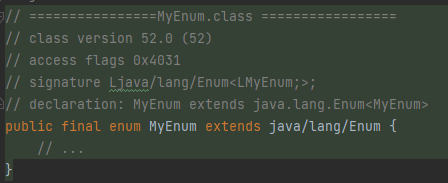 // ===============MyEnum.class ================
// class version 52.0 (52)
// access flags 0x4031
// signature Ljava/lang/Enum<LMyEnum;>;
// declaration: MyEnum extends java.lang.Enum<MyEnum>
public final enum MyEnum extends java/lang/Enum {
    // ...
}